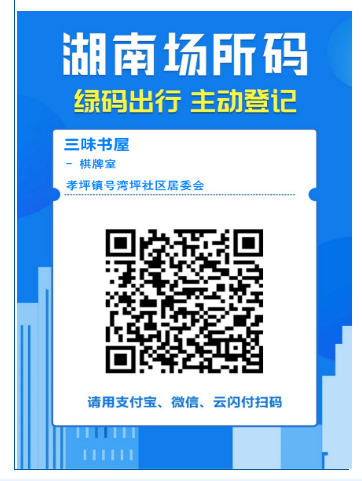 湖南场所码
绿码出行 主动登记
三味书屋
- 棋牌室
孝坪镇号湾坪社区居委会
请用支付宝、微信、云闪付扫码